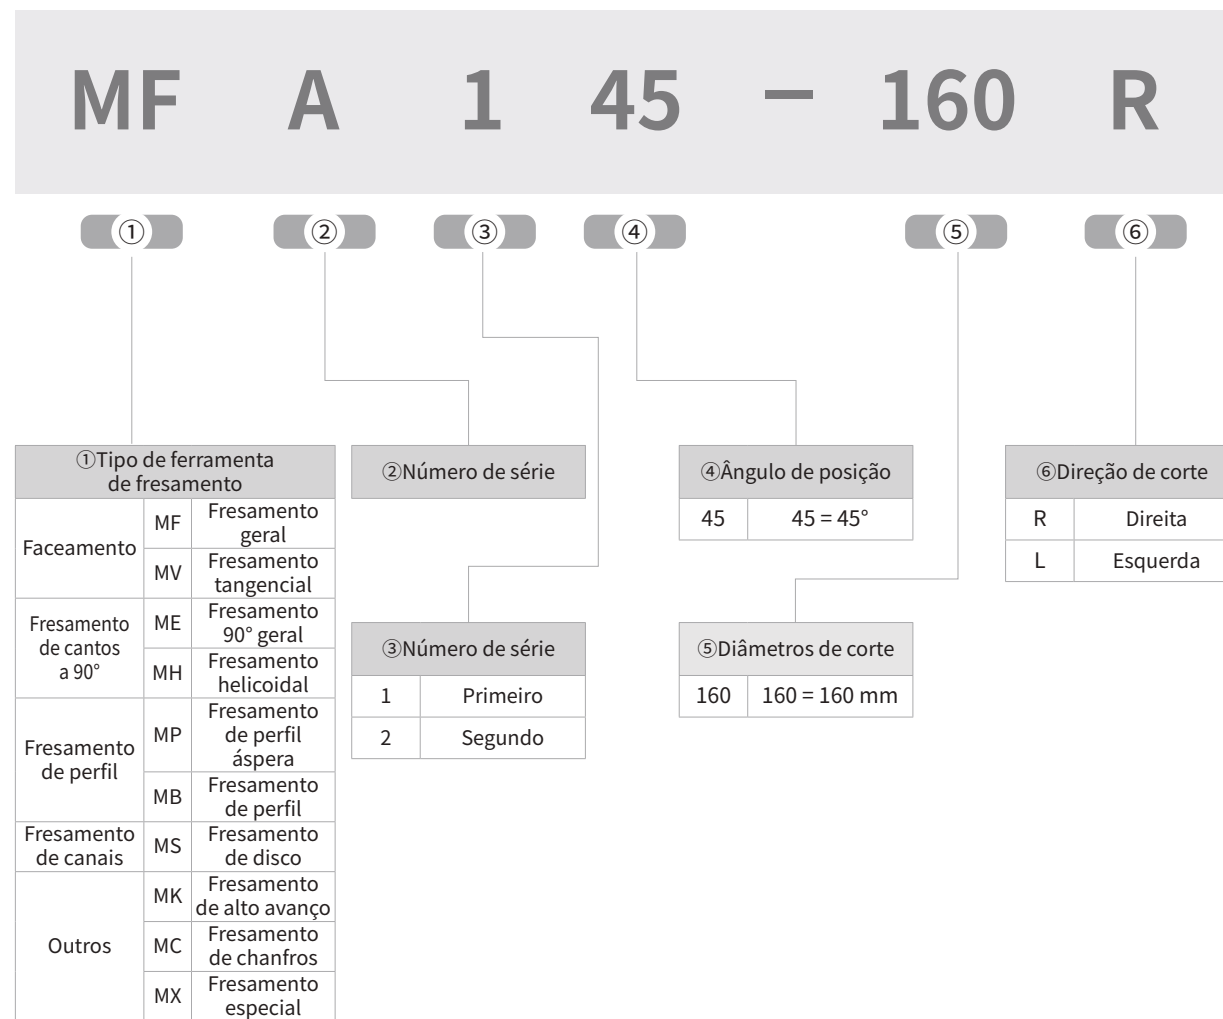 MF A 1 45 – 160 R
① ② ③ ④ ⑤ ⑥
①Tipo de ferramenta
de fresamento
Faceamento
MF
Fresamento
geral
MV
Fresamento
tangencial
Fresamento
de cantos
a 90°
ME
Fresamento
90° geral
MH
Fresamento
helicoidal
Fresamento
de perfil
MP
Fresamento
de perfil
áspera
MB
Fresamento
de perfil
Fresamento
de canais
MS
Fresamento
de disco
Outros
MK
Fresamento
de alto avanço
MC
Fresamento
de chanfros
MX
Fresamento
especial
②Número de série
③Número de série
1 Primeiro
2 Segundo
④Ângulo de posição
45 45 = 45°
⑤Diâmetros de corte
160 160 = 160 mm
⑥Direção de corte
R Direita
L Esquerda